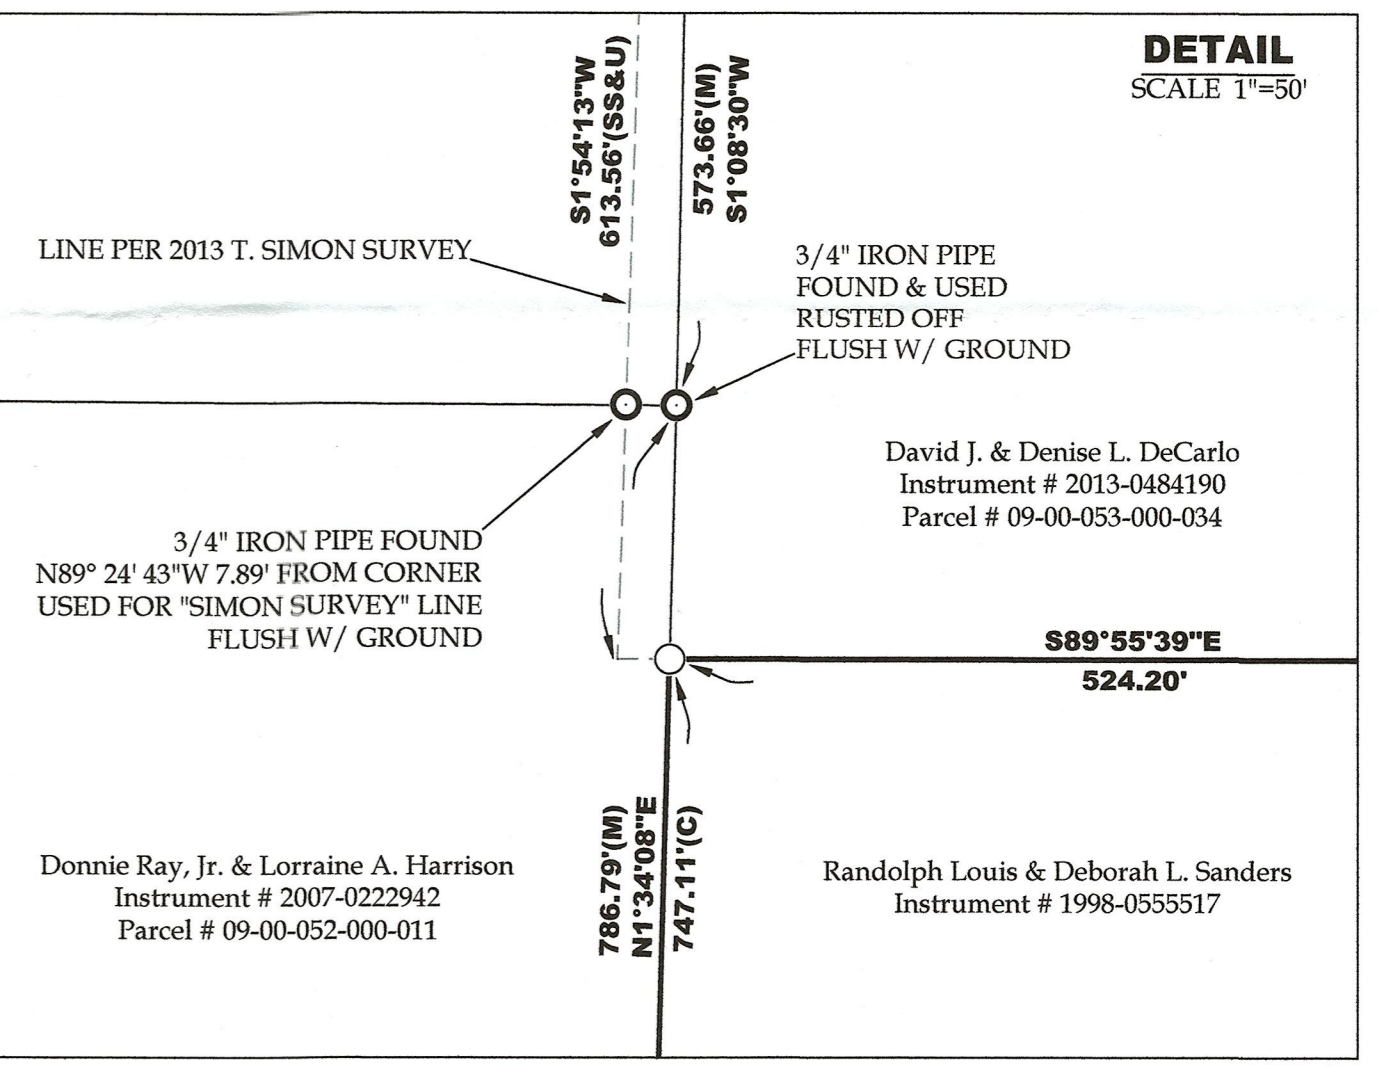 DETAIL
SCALE 1"=50'
S1°54'13"W
613.56'(SS&U)
573.66'(M)
S1°08'30"W
LINE PER 2013 T. SIMON SURVEY
3/4" IRON PIPE
FOUND & USED
RUSTED OFF
FLUSH W/ GROUND
David J. & Denise L. DeCarlo
Instrument # 2013-0484190
Parcel # 09-00-053-000-034
3/4" IRON PIPE FOUND
N89° 24' 43"W 7.89' FROM CORNER
USED FOR "SIMON SURVEY" LINE
FLUSH W/ GROUND
S89°55'39"E
524.20'
786.79'(M)
N1°34'08"E
747.11'(C)
Donnie Ray, Jr. & Lorraine A. Harrison
Instrument # 2007-0222942
Parcel # 09-00-052-000-011
Randolph Louis & Deborah L. Sanders
Instrument # 1998-0555517